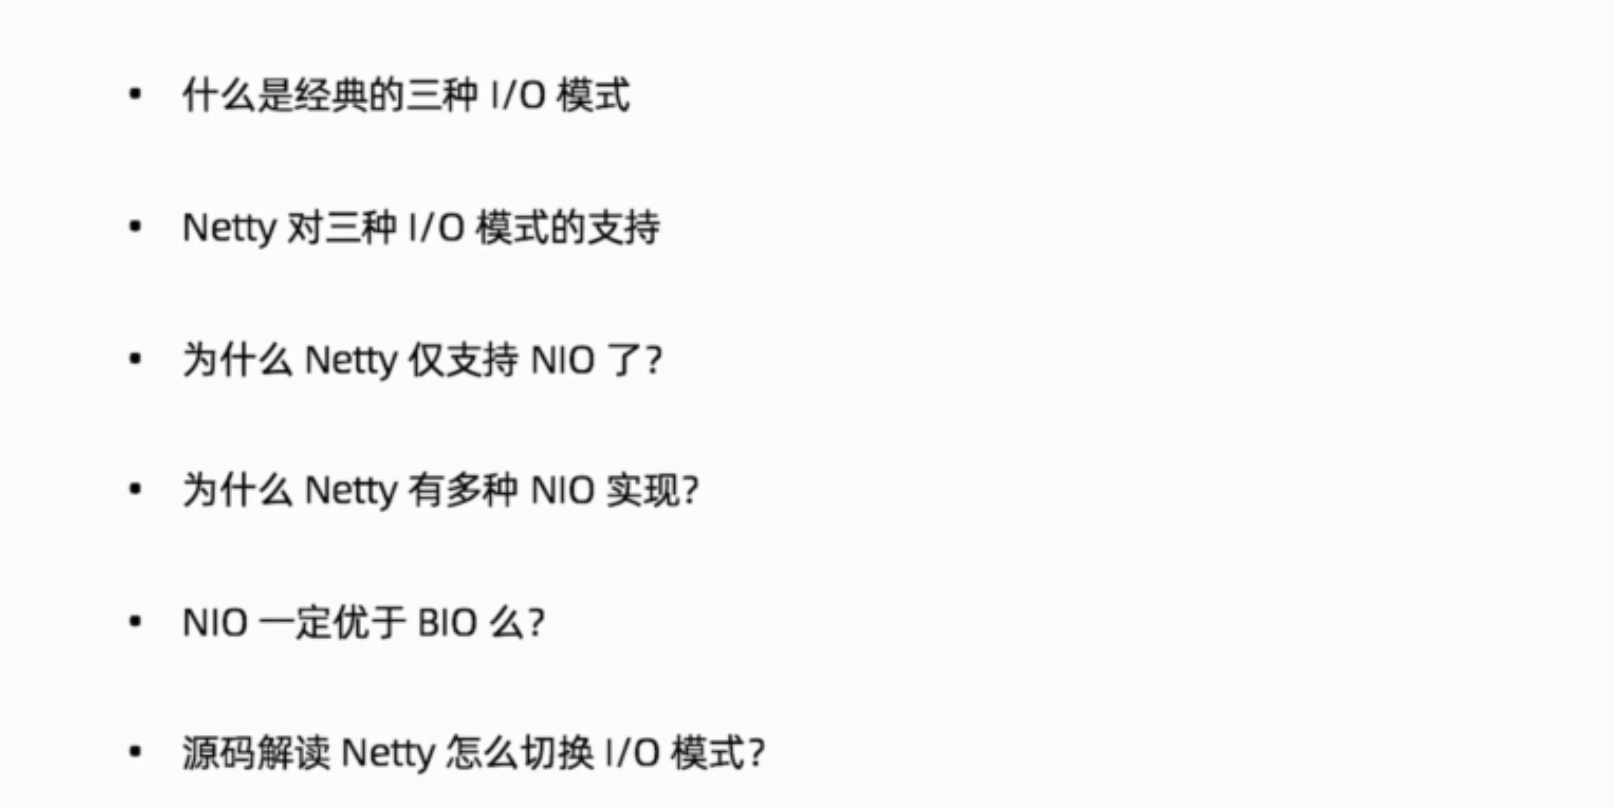 • 什么是经典的三种 I/O 模式
• Netty 对三种 I/O 模式的支持
• 为什么 Netty 仅支持 NIO 了？
• 为什么 Netty 有多种 NIO 实现？
• NIO 一定优于 BIO 么？
• 源码解读 Netty 怎么切换 I/O 模式？